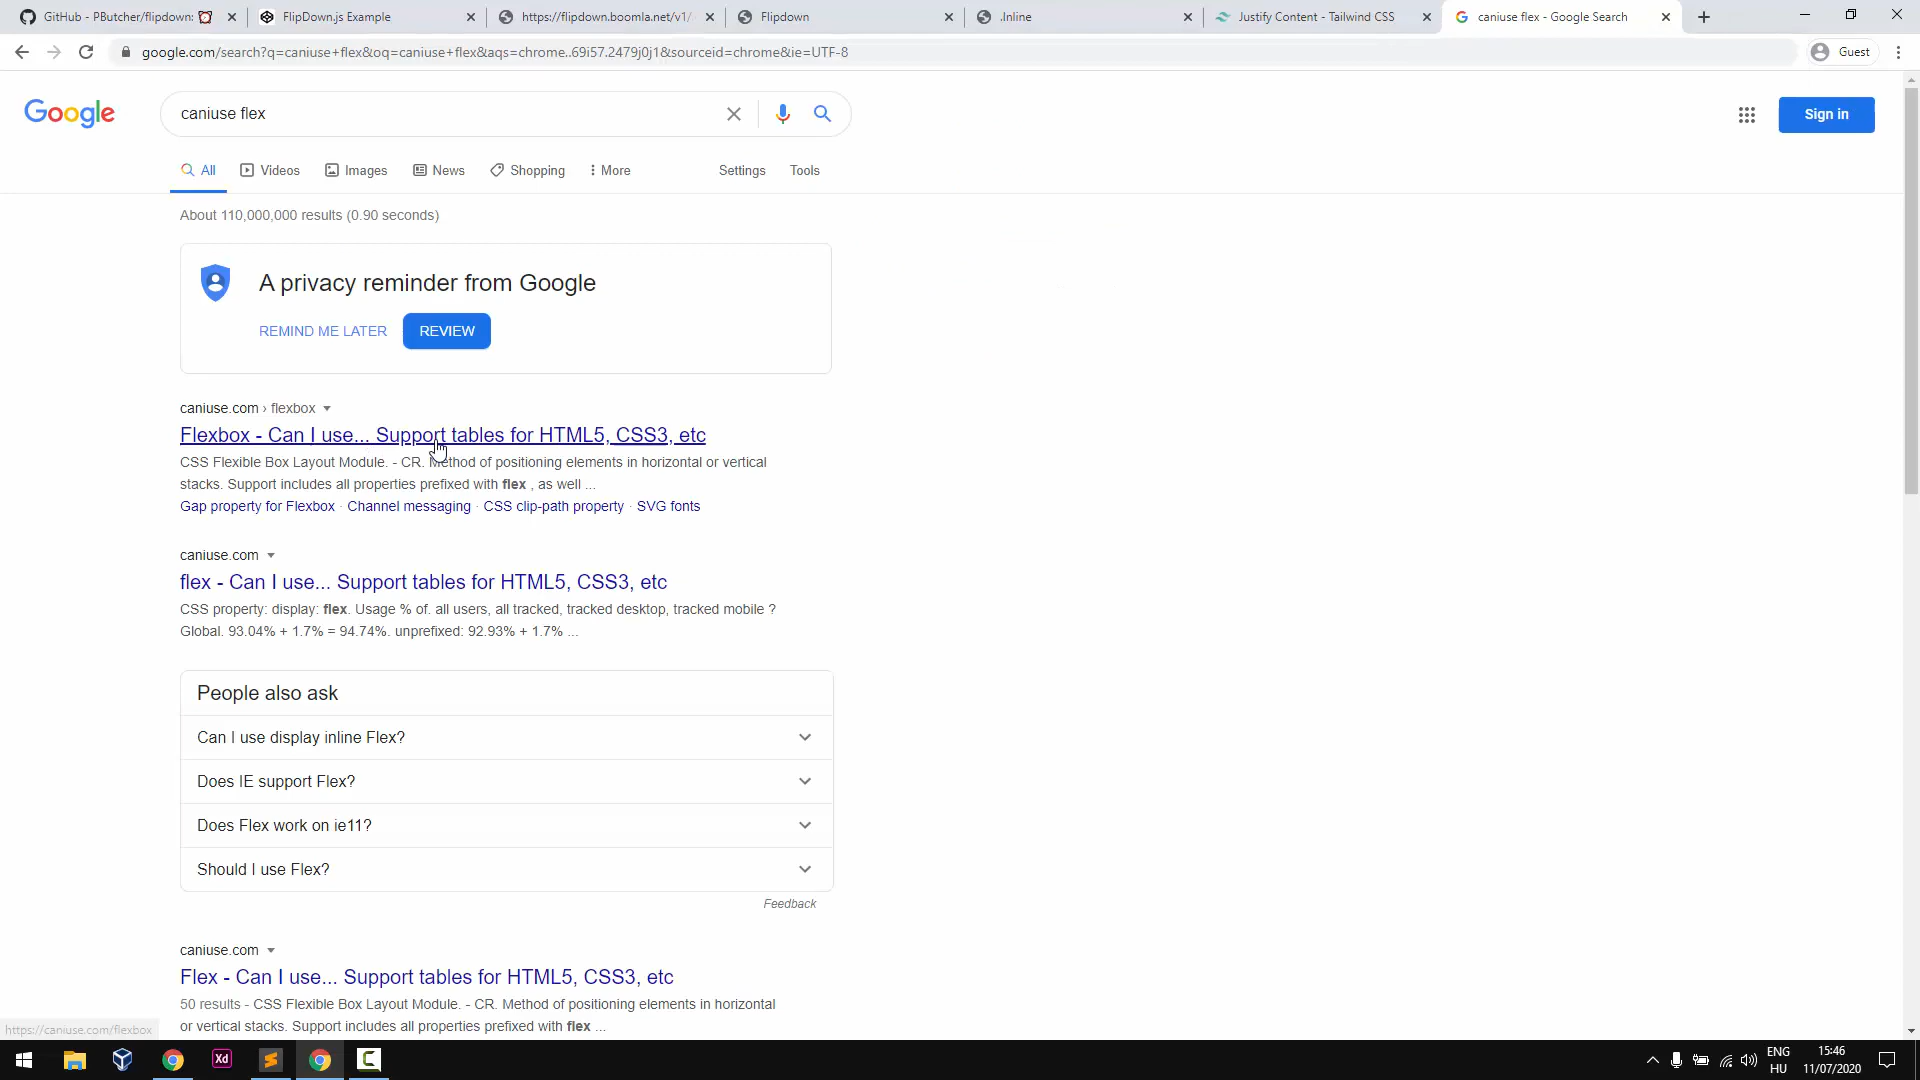 GitHub - PButcher/flipdown:
FlipDown.js Example
https://flipdown.boomla.net/v1/
Flipdown
.Inline
Justify Content - Tailwind CSS
caniuse flex - Google Search
google.com/search?q=caniuse+flex&oq=caniuse+flex&aqs=chrome..69i57.2479j0j1&sourceid=chrome&ie=UTF-8
Guest
Google
caniuse flex
Sign in
All
Videos
Images
News
Shopping
More
Settings
Tools
About 110,000,000 results (0.90 seconds)
A privacy reminder from Google
REMIND ME LATER
REVIEW
caniuse.com › flexbox
Flexbox - Can I use... Support tables for HTML5, CSS3, etc
CSS Flexible Box Layout Module. - CR. Method of positioning elements in horizontal or vertical
stacks. Support includes all properties prefixed with flex , as well ...
Gap property for Flexbox · Channel messaging · CSS clip-path property · SVG fonts
caniuse.com
flex - Can I use... Support tables for HTML5, CSS3, etc
CSS property: display: flex. Usage % of. all users, all tracked, tracked desktop, tracked mobile ?
Global. 93.04% + 1.7% = 94.74%. unprefixed: 92.93% + 1.7% ...
People also ask
Can I use display inline Flex?
Does IE support Flex?
Does Flex work on ie11?
Should I use Flex?
Feedback
caniuse.com
Flex - Can I use... Support tables for HTML5, CSS3, etc
50 results - CSS Flexible Box Layout Module. - CR. Method of positioning elements in horizontal
or vertical stacks. Support includes all properties prefixed with flex ...
https://caniuse.com/flexbox
Xd
ENG
HU
15:46
11/07/2020